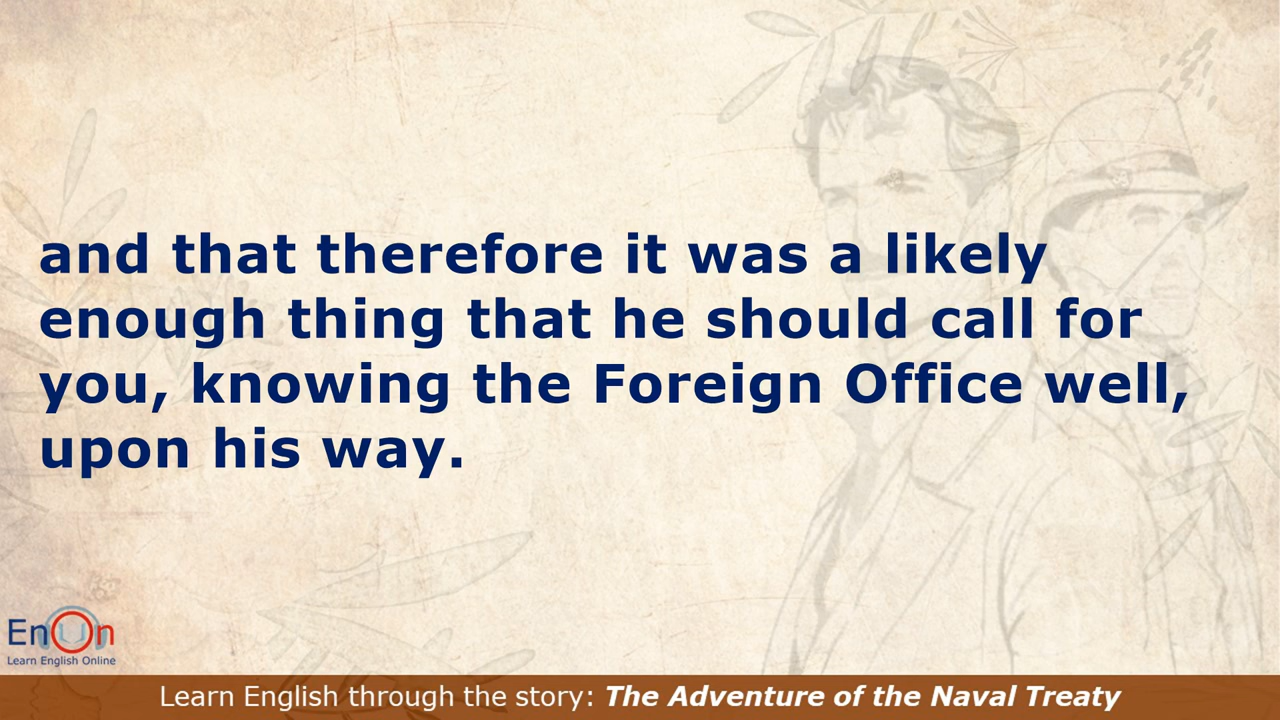 and that therefore it was a likely
enough thing that he should call for
you, knowing the Foreign Office well,
upon his way.
EnOn
Learn English Online
Learn English through the story: The Adventure of the Naval Treaty